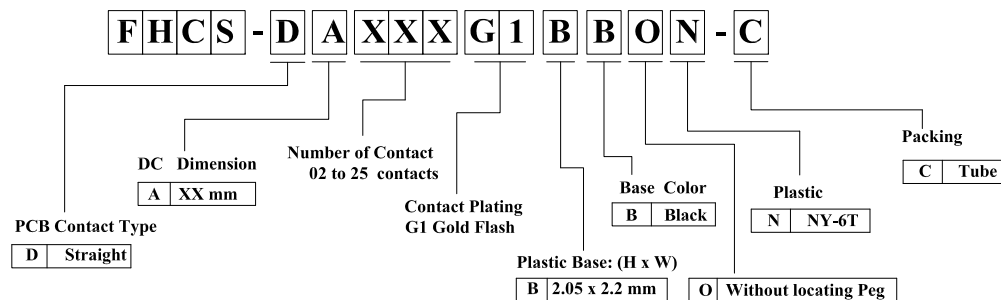 FHCS-DAXXXG1BBON-C
Packing
C Tube
Number of Contact
02 to 25 contacts
DC Dimension
A XX mm
Base Color
B Black
Plastic
N NY-6T
Contact Plating
G1 Gold Flash
PCB Contact Type
D Straight
Plastic Base: (H x W)
B 2.05 x 2.2 mm
O Without locating Peg